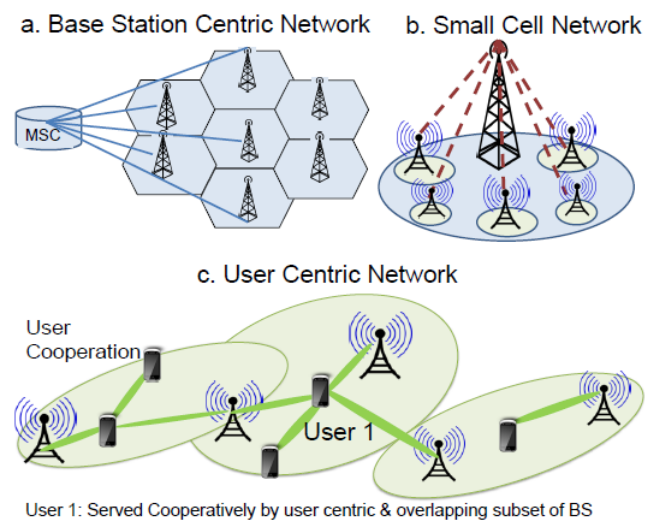 a. Base Station Centric Network
b. Small Cell Network
MSC
c. User Centric Network
User
Cooperation
User 1
User 1: Served Cooperatively by user centric & overlapping subset of BS